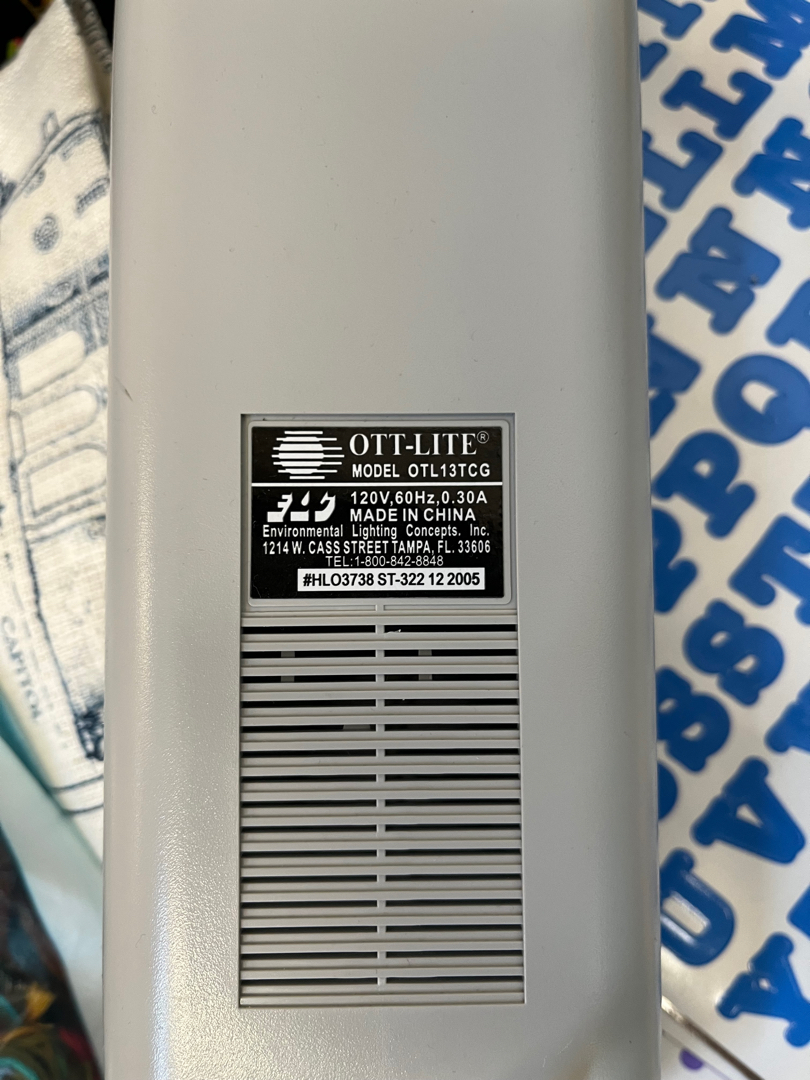 OTT-LITE®
MODEL OTL13TCG
120V,60Hz,0.30A
MADE IN CHINA
Environmental Lighting Concepts. Inc.
1214 W. CASS STREET TAMPA, FL. 33606
TEL:1-800-842-8848
#HLO3738 ST-322 12 2005
CAPITOL